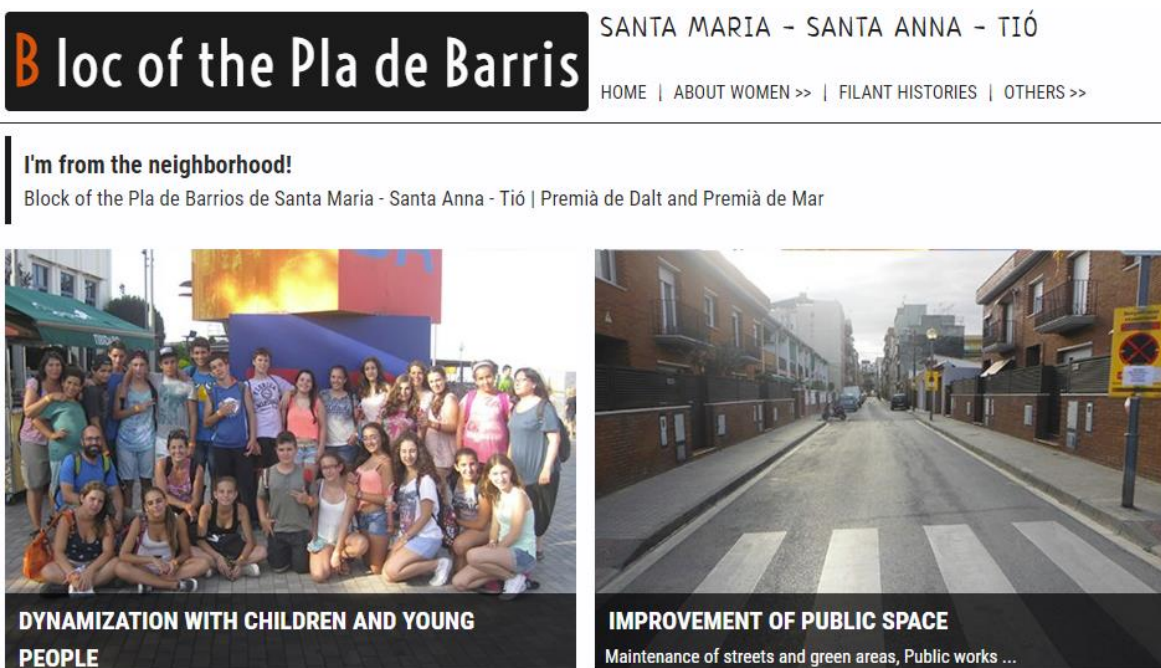 Bloc of the Pla de Barris
SANTA MARIA - SANTA ANNA - TIÓ
HOME | ABOUT WOMEN >> | FILANT HISTORIES | OTHERS >>
I'm from the neighborhood!
Block of the Pla de Barrios de Santa Maria - Santa Anna - Tió | Premià de Dalt and Premià de Mar
DYNAMIZATION WITH CHILDREN AND YOUNG
PEOPLE
IMPROVEMENT OF PUBLIC SPACE
Maintenance of streets and green areas, Public works ...